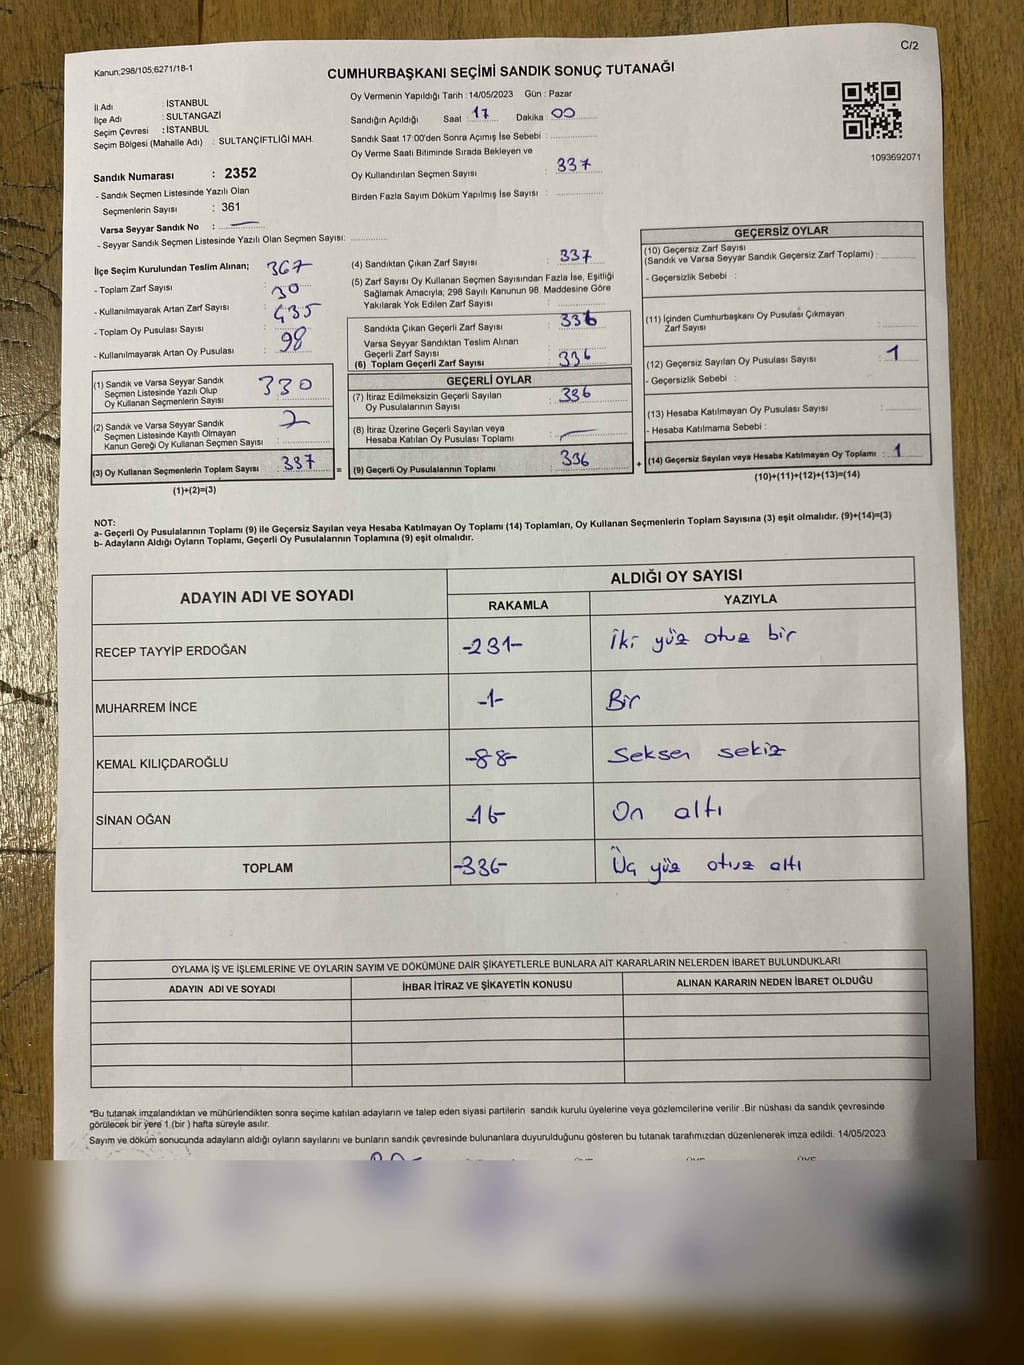 C/2
Kanun;298/105;6271/18-1
CUMHURBAŞKANI SEÇİMİ SANDIK SONUÇ TUTANAĞI
İl Adı : İSTANBUL
İlçe Adı : SULTANGAZİ
Seçim Çevresi : İSTANBUL
Seçim Bölgesi (Mahalle Adı) : SULTANÇİFTLİĞİ MAH.
Sandık Numarası : 2352
- Sandık Seçmen Listesinde Yazılı Olan
Seçmenlerin Sayısı : 361
Varsa Seyyar Sandık No :
- Seyyar Sandık Seçmen Listesinde Yazılı Olan Seçmen Sayısı:
Oy Vermenin Yapıldığı Tarih : 14/05/2023 Gün : Pazar
Sandığın Açıldığı Saat : 17 Dakika : 00
Sandık Saat 17:00'den Sonra Açımış İse Sebebi :
Oy Verme Saati Bitiminde Sırada Bekleyen ve
Oy Kullandırılan Seçmen Sayısı : 337
Birden Fazla Sayım Döküm Yapılmış İse Sayısı :
1093692071
İlçe Seçim Kurulundan Teslim Alınan;
- Toplam Zarf Sayısı : 367
- Kullanılmayarak Artan Zarf Sayısı : 30
- Toplam Oy Pusulası Sayısı : 435
- Kullanılmayarak Artan Oy Pusulası : 98
(1) Sandık ve Varsa Seyyar Sandık
Seçmen Listesinde Yazılı Olup
Oy Kullanan Seçmenlerin Sayısı : 330
(2) Sandık ve Varsa Seyyar Sandık
Seçmen Listesinde Kayıtlı Olmayan
Kanun Gereği Oy Kullanan Seçmen Sayısı :
(3) Oy Kullanan Seçmenlerin Toplam Sayısı : 337
(1)+(2)=(3)
(4) Sandıktan Çıkan Zarf Sayısı : 337
(5) Zarf Sayısı Oy Kullanan Seçmen Sayısından Fazla İse, Eşitliği
Sağlamak Amacıyla; 298 Sayılı Kanunun 98. Maddesine Göre
Yakılarak Yok Edilen Zarf Sayısı :
Sandıkta Çıkan Geçerli Zarf Sayısı : 336
Varsa Seyyar Sandıktan Teslim Alınan
Geçerli Zarf Sayısı :
(6) Toplam Geçerli Zarf Sayısı : 336
GEÇERLİ OYLAR
(7) İtiraz Edilmeksizin Geçerli Sayılan
Oy Pusulalarının Sayısı : 336
(8) İtiraz Üzerine Geçerli Sayılan veya
Hesaba Katılan Oy Pusulası Toplamı :
=
(9) Geçerli Oy Pusulalarının Toplamı : 336
+
GEÇERSİZ OYLAR
(10) Geçersiz Zarf Sayısı
(Sandık ve Varsa Seyyar Sandık Geçersiz Zarf Toplamı) :
- Geçersizlik Sebebi :
(11) İçinden Cumhurbaşkanı Oy Pusulası Çıkmayan
Zarf Sayısı :
(12) Geçersiz Sayılan Oy Pusulası Sayısı : 1
- Geçersizlik Sebebi :
(13) Hesaba Katılmayan Oy Pusulası Sayısı :
- Hesaba Katılmama Sebebi :
(14) Geçersiz Sayılan veya Hesaba Katılmayan Oy Toplamı : 1
(10)+(11)+(12)+(13)=(14)
NOT:
a- Geçerli Oy Pusulalarının Toplamı (9) ile Geçersiz Sayılan veya Hesaba Katılmayan Oy Toplamı (14) Toplamları, Oy Kullanan Seçmenlerin Toplam Sayısına (3) eşit olmalıdır. (9)+(14)=(3)
b- Adayların Aldığı Oyların Toplamı, Geçerli Oy Pusulalarının Toplamına (9) eşit olmalıdır.
ADAYIN ADI VE SOYADI
ALDIĞI OY SAYISI
RAKAMLA YAZIYLA
RECEP TAYYİP ERDOĞAN -231- İki yüz otuz bir
MUHARREM İNCE -1- Bir
KEMAL KILIÇDAROĞLU -88- Seksen sekiz
SİNAN OĞAN -16- On altı
TOPLAM -336- Üç yüz otuz altı
OYLAMA İŞ VE İŞLEMLERİNE VE OYLARIN SAYIM VE DÖKÜMÜNE DAİR ŞİKAYETLERLE BUNLARA AİT KARARLARIN NELERDEN İBARET BULUNDUKLARI
ADAYIN ADI VE SOYADI İHBAR İTİRAZ VE ŞİKAYETİN KONUSU ALINAN KARARIN NEDEN İBARET OLDUĞU
*Bu tutanak imzalandıktan ve mühürlendikten sonra seçime katılan adayların ve talep eden siyasi partilerin sandık kurulu üyelerine veya gözlemcilerine verilir .Bir nüshası da sandık çevresinde
görülecek bir yere 1 (bir ) hafta süreyle asılır.
Sayım ve döküm sonucunda adayların aldığı oyların sayılarını ve bunların sandık çevresinde bulunanlara duyurulduğunu gösteren bu tutanak tarafımızdan düzenlenerek imza edildi. 14/05/2023